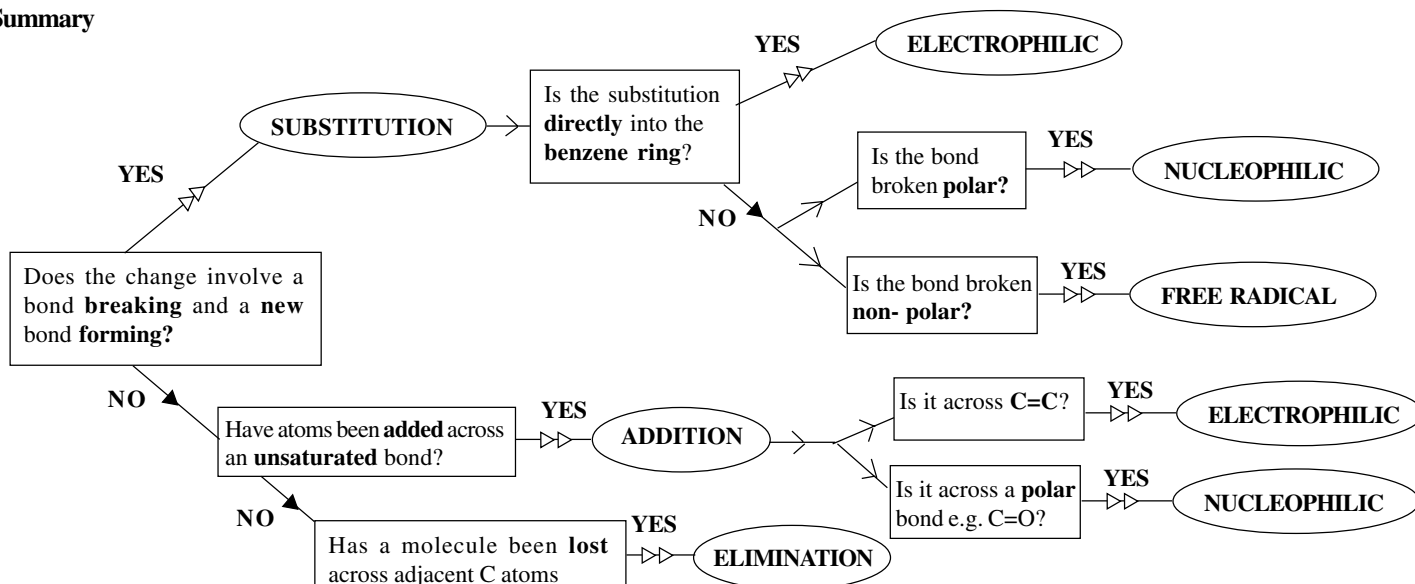 Summary
YES
ELECTROPHILIC
SUBSTITUTION
Is the substitution
directly into the
benzene ring?
YES
Is the bond
broken polar?
YES
NUCLEOPHILIC
NO
Does the change involve a
bond breaking and a new
bond forming?
Is the bond broken
non- polar?
YES
FREE RADICAL
NO
Have atoms been added across
an unsaturated bond?
YES
ADDITION
Is it across C=C?
YES
ELECTROPHILIC
Is it across a polar
bond e.g. C=O?
YES
NUCLEOPHILIC
NO
Has a molecule been lost
across adjacent C atoms
YES
ELIMINATION